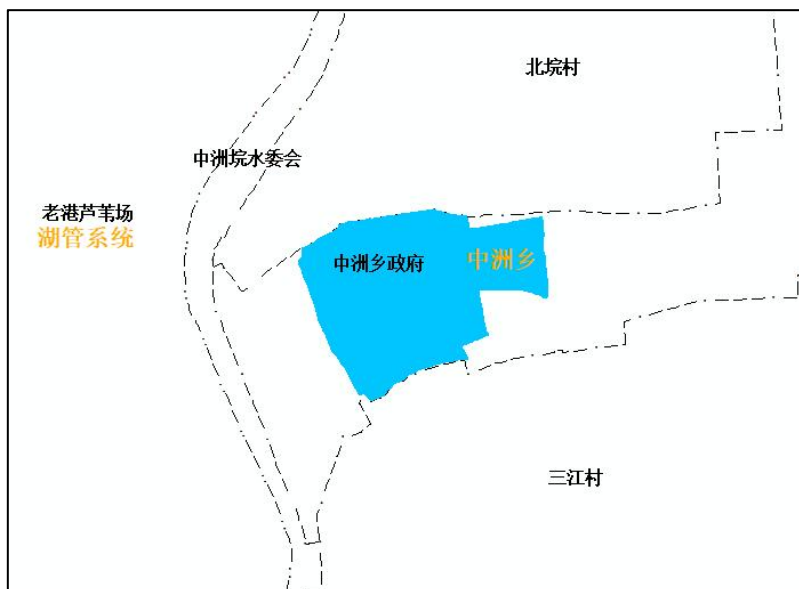 北垸村
中洲垸水委会
老港芦苇场
湖管系统
中洲乡政府
中洲乡
三江村